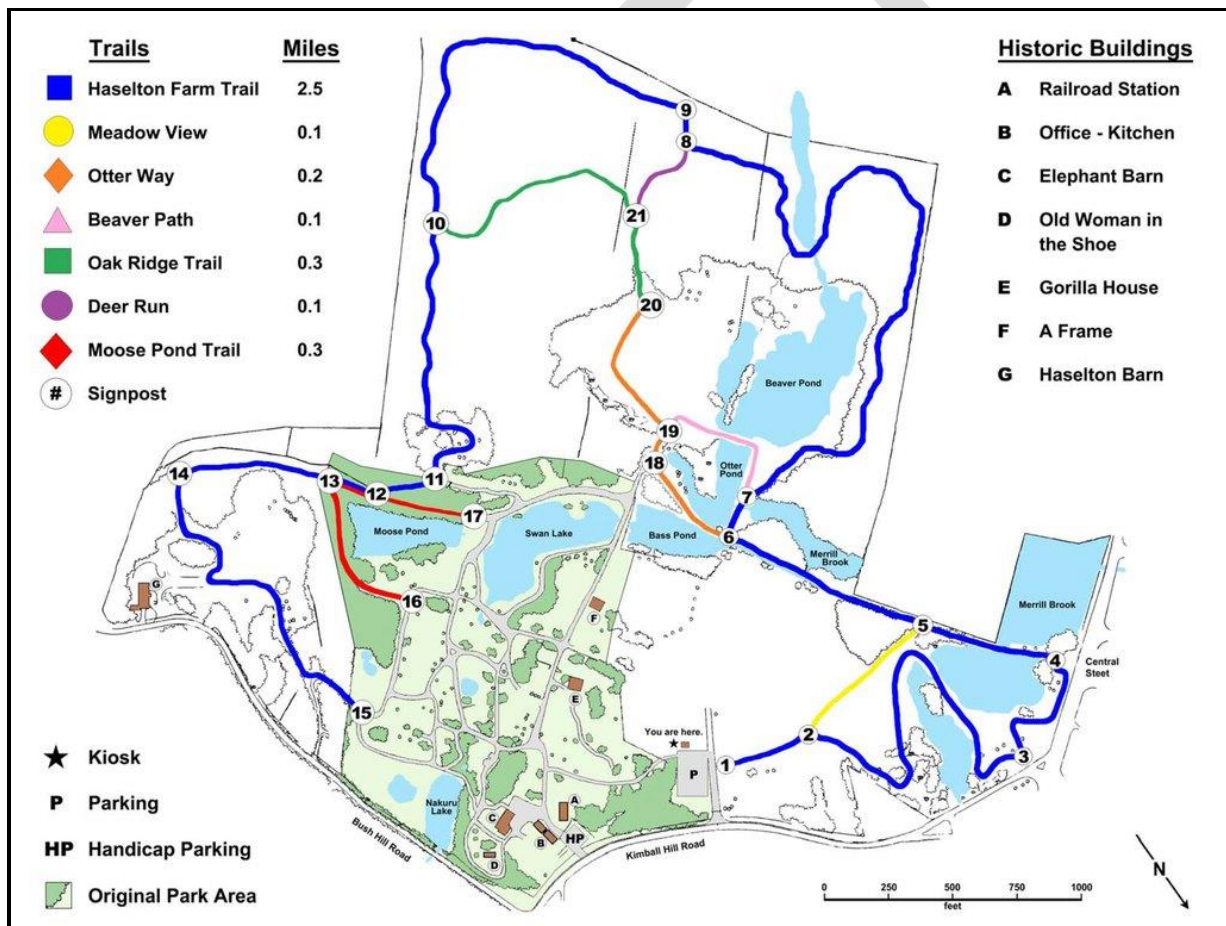 Trails Miles
Haselton Farm Trail 2.5
Meadow View 0.1
Otter Way 0.2
Beaver Path 0.1
Oak Ridge Trail 0.3
Deer Run 0.1
Moose Pond Trail 0.3
# Signpost
Historic Buildings
A Railroad Station
B Office - Kitchen
C Elephant Barn
D Old Woman in
the Shoe
E Gorilla House
F A Frame
G Haselton Barn
9
8
21
10
20
Beaver Pond
19
18
Otter
Pond
14
13
12
11
17
7
6
Moose Pond
Swan Lake
Bass Pond
Merrill
Brook
G
16
F
5
Merrill Brook
4
Central
Steet
E
15
You are here.
2
1
3
P
Nakuru
Lake
A
C
B
HP
D
Bush Hill Road
Kimball Hill Road
Kiosk
P Parking
HP Handicap Parking
Original Park Area
N
0 250 500 750 1000
feet